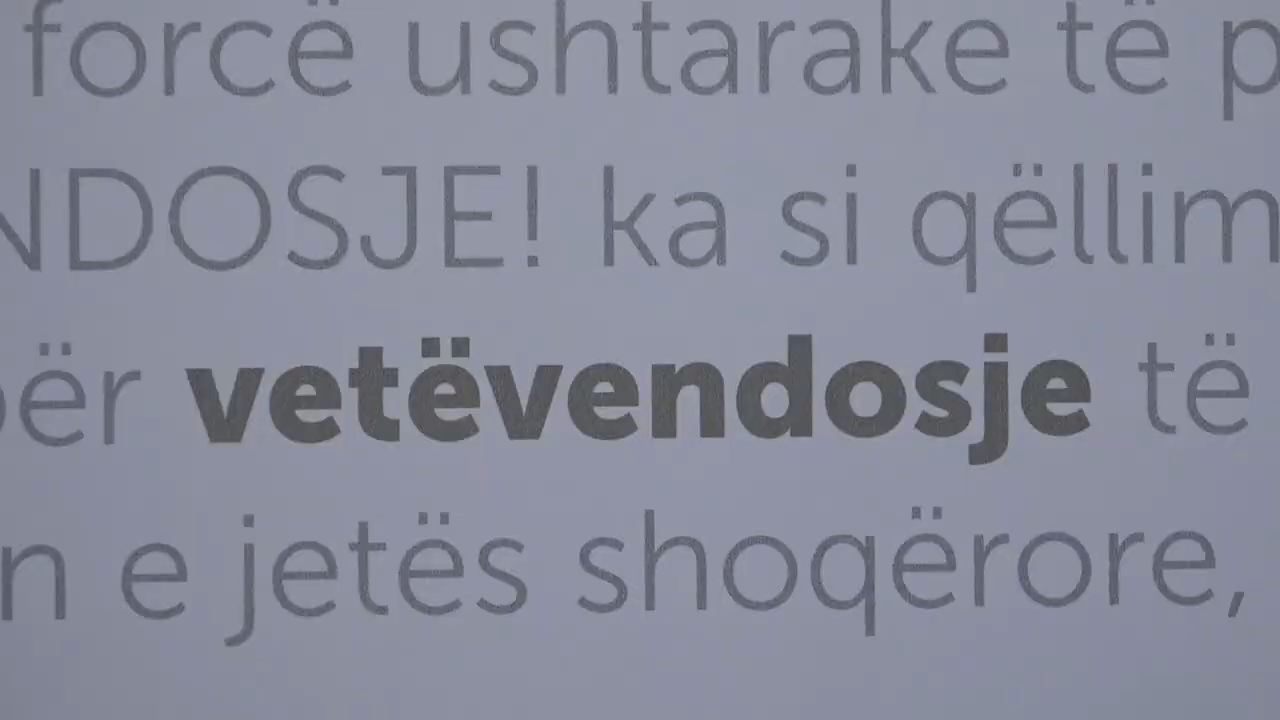 forcë ushtarake të p
NDOSJE! ka si qëllim
për vetëvendosje të
n e jetës shoqërore,